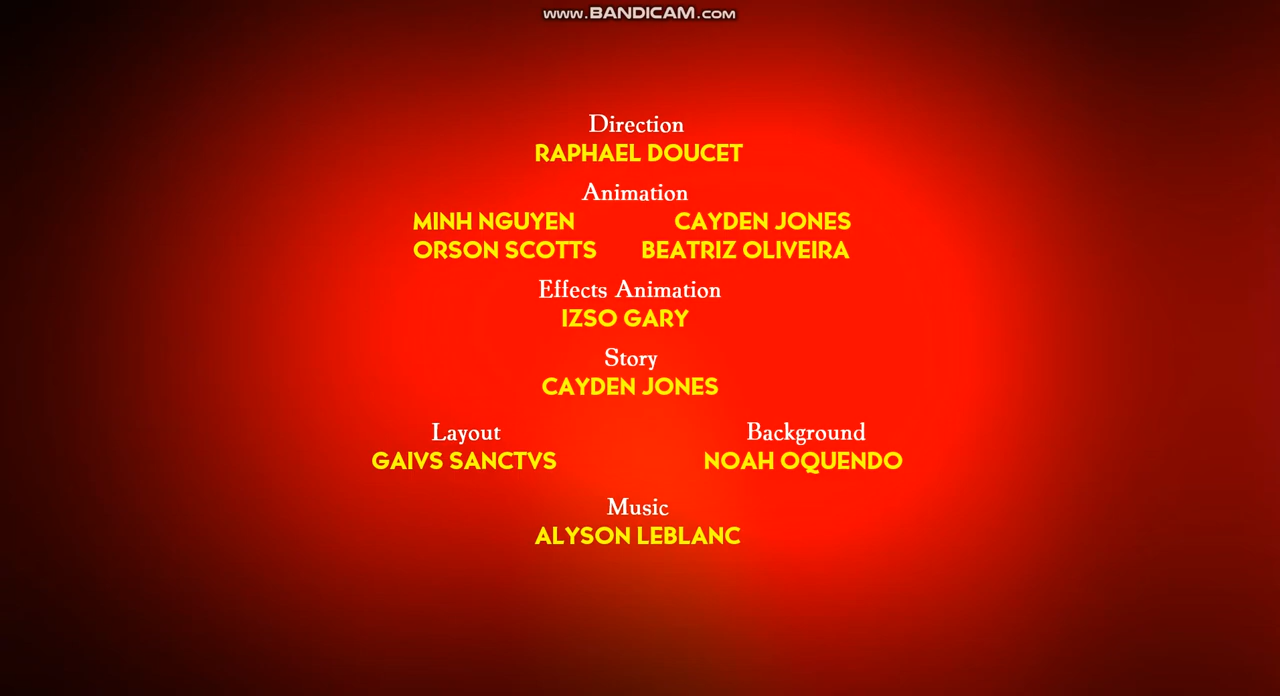 www.BANDICAM.com
Direction
RAPHAEL DOUCET
Animation
MINH NGUYEN CAYDEN JONES
ORSON SCOTTS BEATRIZ OLIVEIRA
Effects Animation
IZSO GARY
Story
CAYDEN JONES
Layout Background
GAIVS SANCTVS NOAH OQUENDO
Music
ALYSON LEBLANC